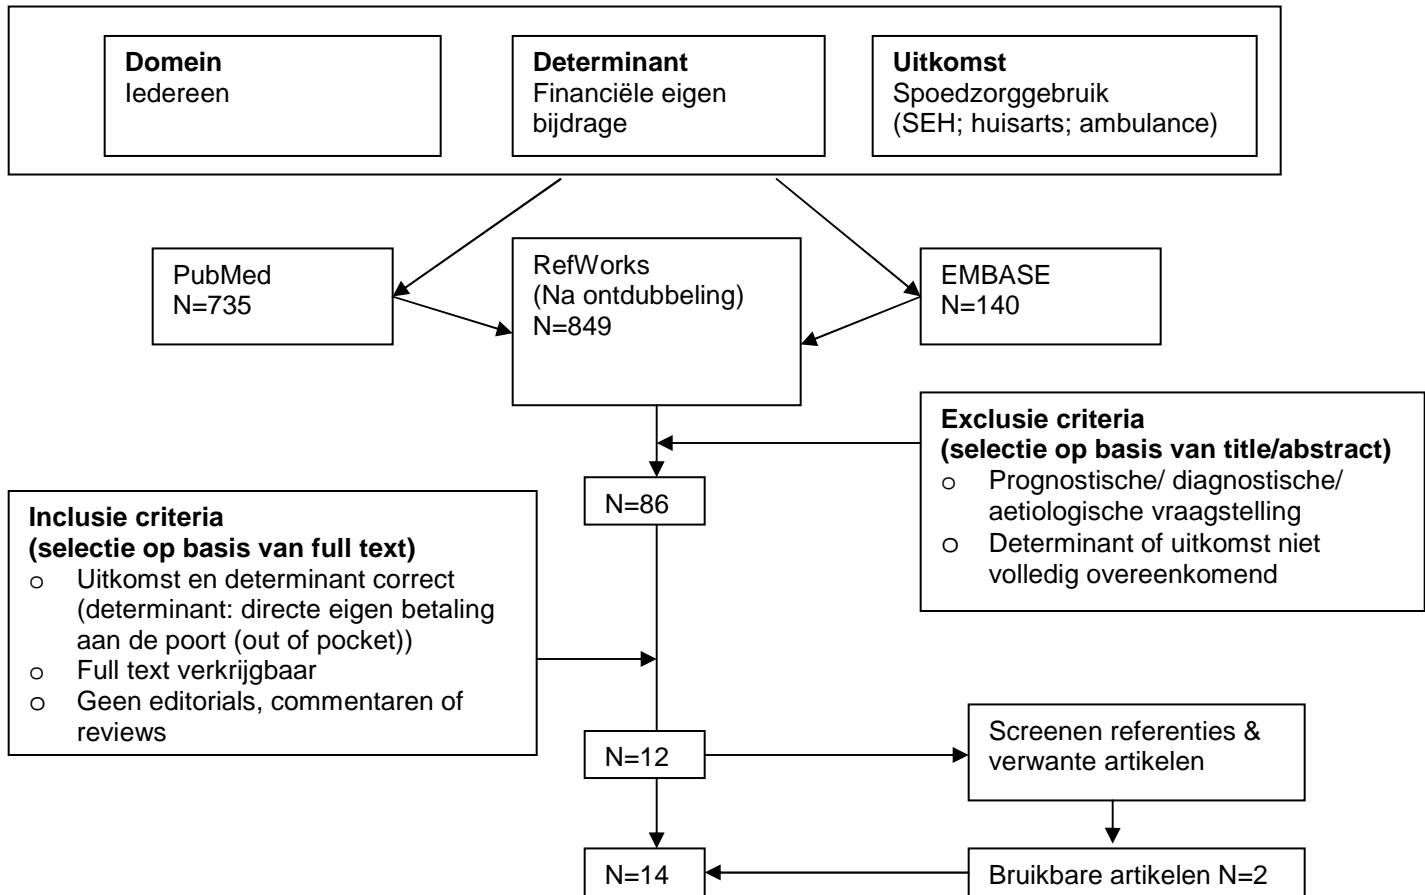 Domein
Iedereen
Determinant
Financiële eigen
bijdrage
Uitkomst
Spoedzorggebruik
(SEH; huisarts; ambulance)
PubMed
N=735
RefWorks
(Na ontdubbeling)
N=849
EMBASE
N=140
Exclusie criteria
(selectie op basis van title/abstract)
o Prognostische/ diagnostische/
aetiologische vraagstelling
o Determinant of uitkomst niet
volledig overeenkomend
N=86
Inclusie criteria
(selectie op basis van full text)
o Uitkomst en determinant correct
(determinant: directe eigen betaling
aan de poort (out of pocket))
o Full text verkrijgbaar
o Geen editorials, commentaren of
reviews
N=12
Screenen referenties &
verwante artikelen
N=14
Bruikbare artikelen N=2